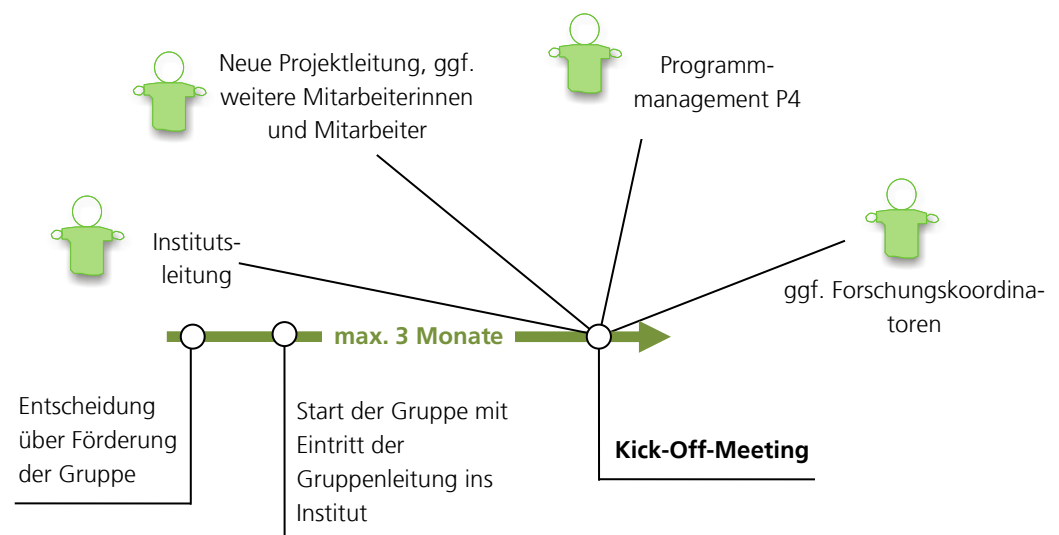 Neue Projektleitung, ggf.
weitere Mitarbeiterinnen
und Mitarbeiter
Programm-
management P4
Instituts-
leitung
ggf. Forschungskoordina-
toren
max. 3 Monate
Entscheidung
über Förderung
der Gruppe
Start der Gruppe mit
Eintritt der
Gruppenleitung ins
Institut
Kick-Off-Meeting